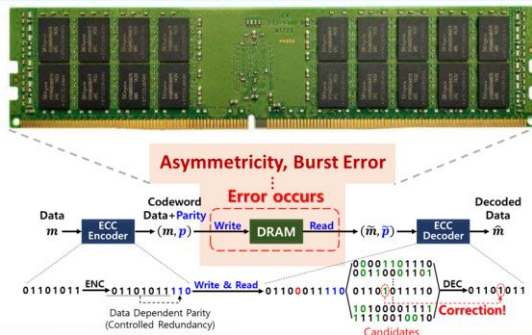 Asymmetricity, Burst Error
Error occurs
Data
m
ECC
Encoder
Codeword
Data+Parity
(m, p)
Write
DRAM
Read
(m̃, p̃)
ECC
Decoder
Decoded
Data
m̂
01101011
ENC
01101011110
Data Dependent Parity
(Controlled Redundancy)
Write & Read
01100011110
Candidates
DEC
01101011
Correction!